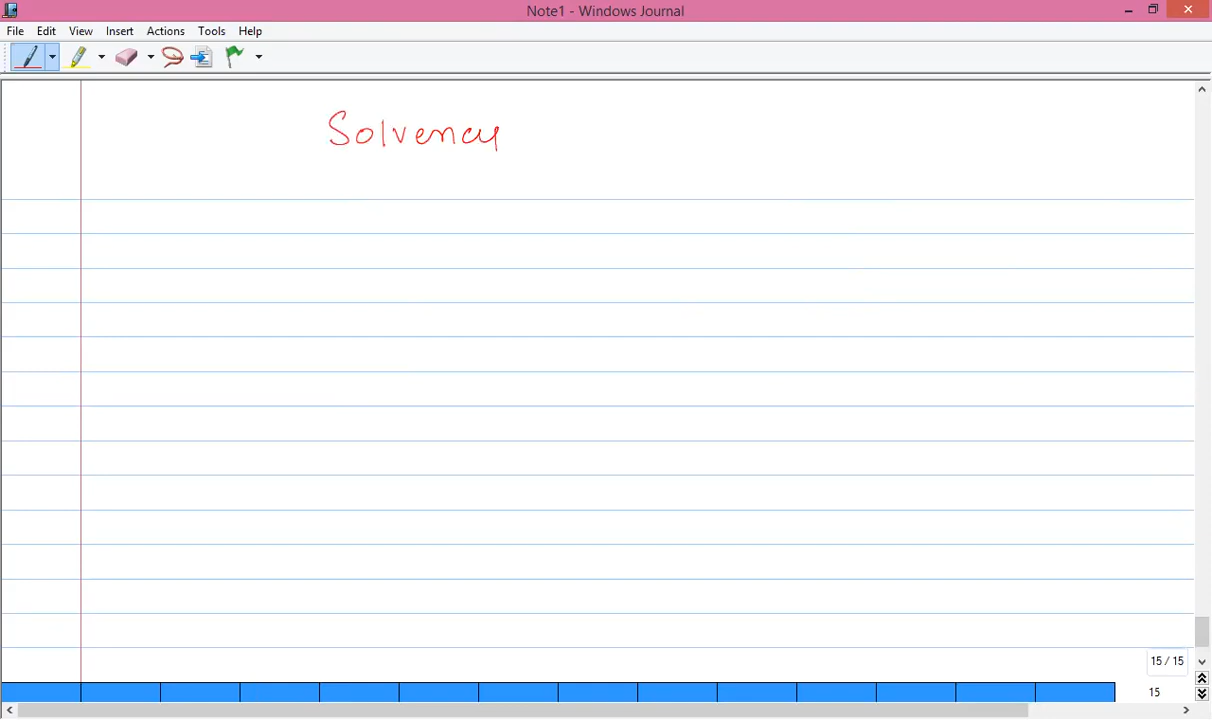 Note1 - Windows Journal
File Edit View Insert Actions Tools Help
Solvency
15 / 15
15